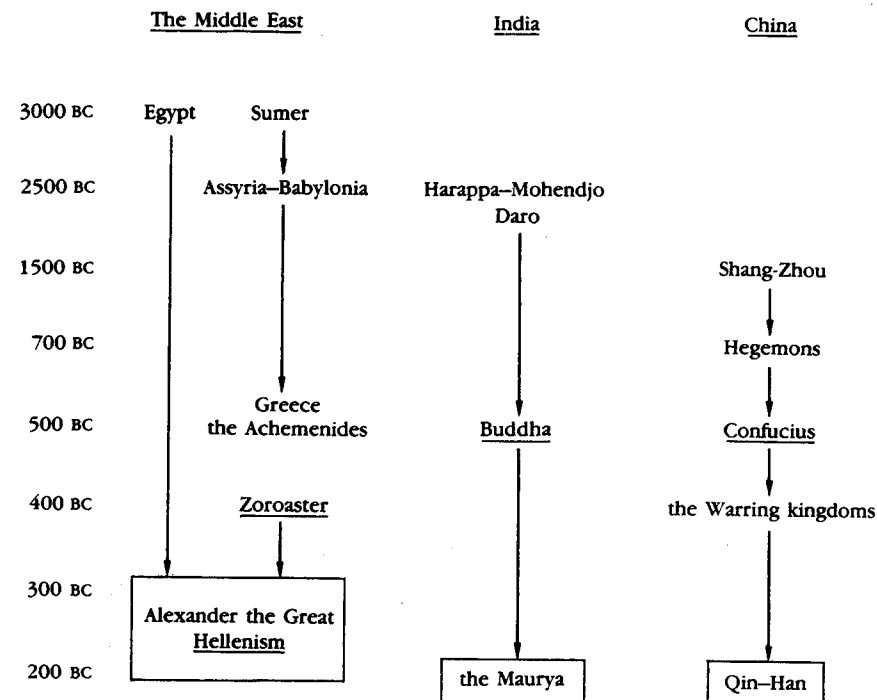 The Middle East India China
3000 BC Egypt Sumer
2500 BC Assyria–Babylonia Harappa–Mohendjo
Daro
1500 BC Shang-Zhou
700 BC Hegemons
Greece
500 BC the Achemenides Buddha Confucius
400 BC Zoroaster the Warring kingdoms
300 BC
Alexander the Great
Hellenism
200 BC the Maurya Qin–Han